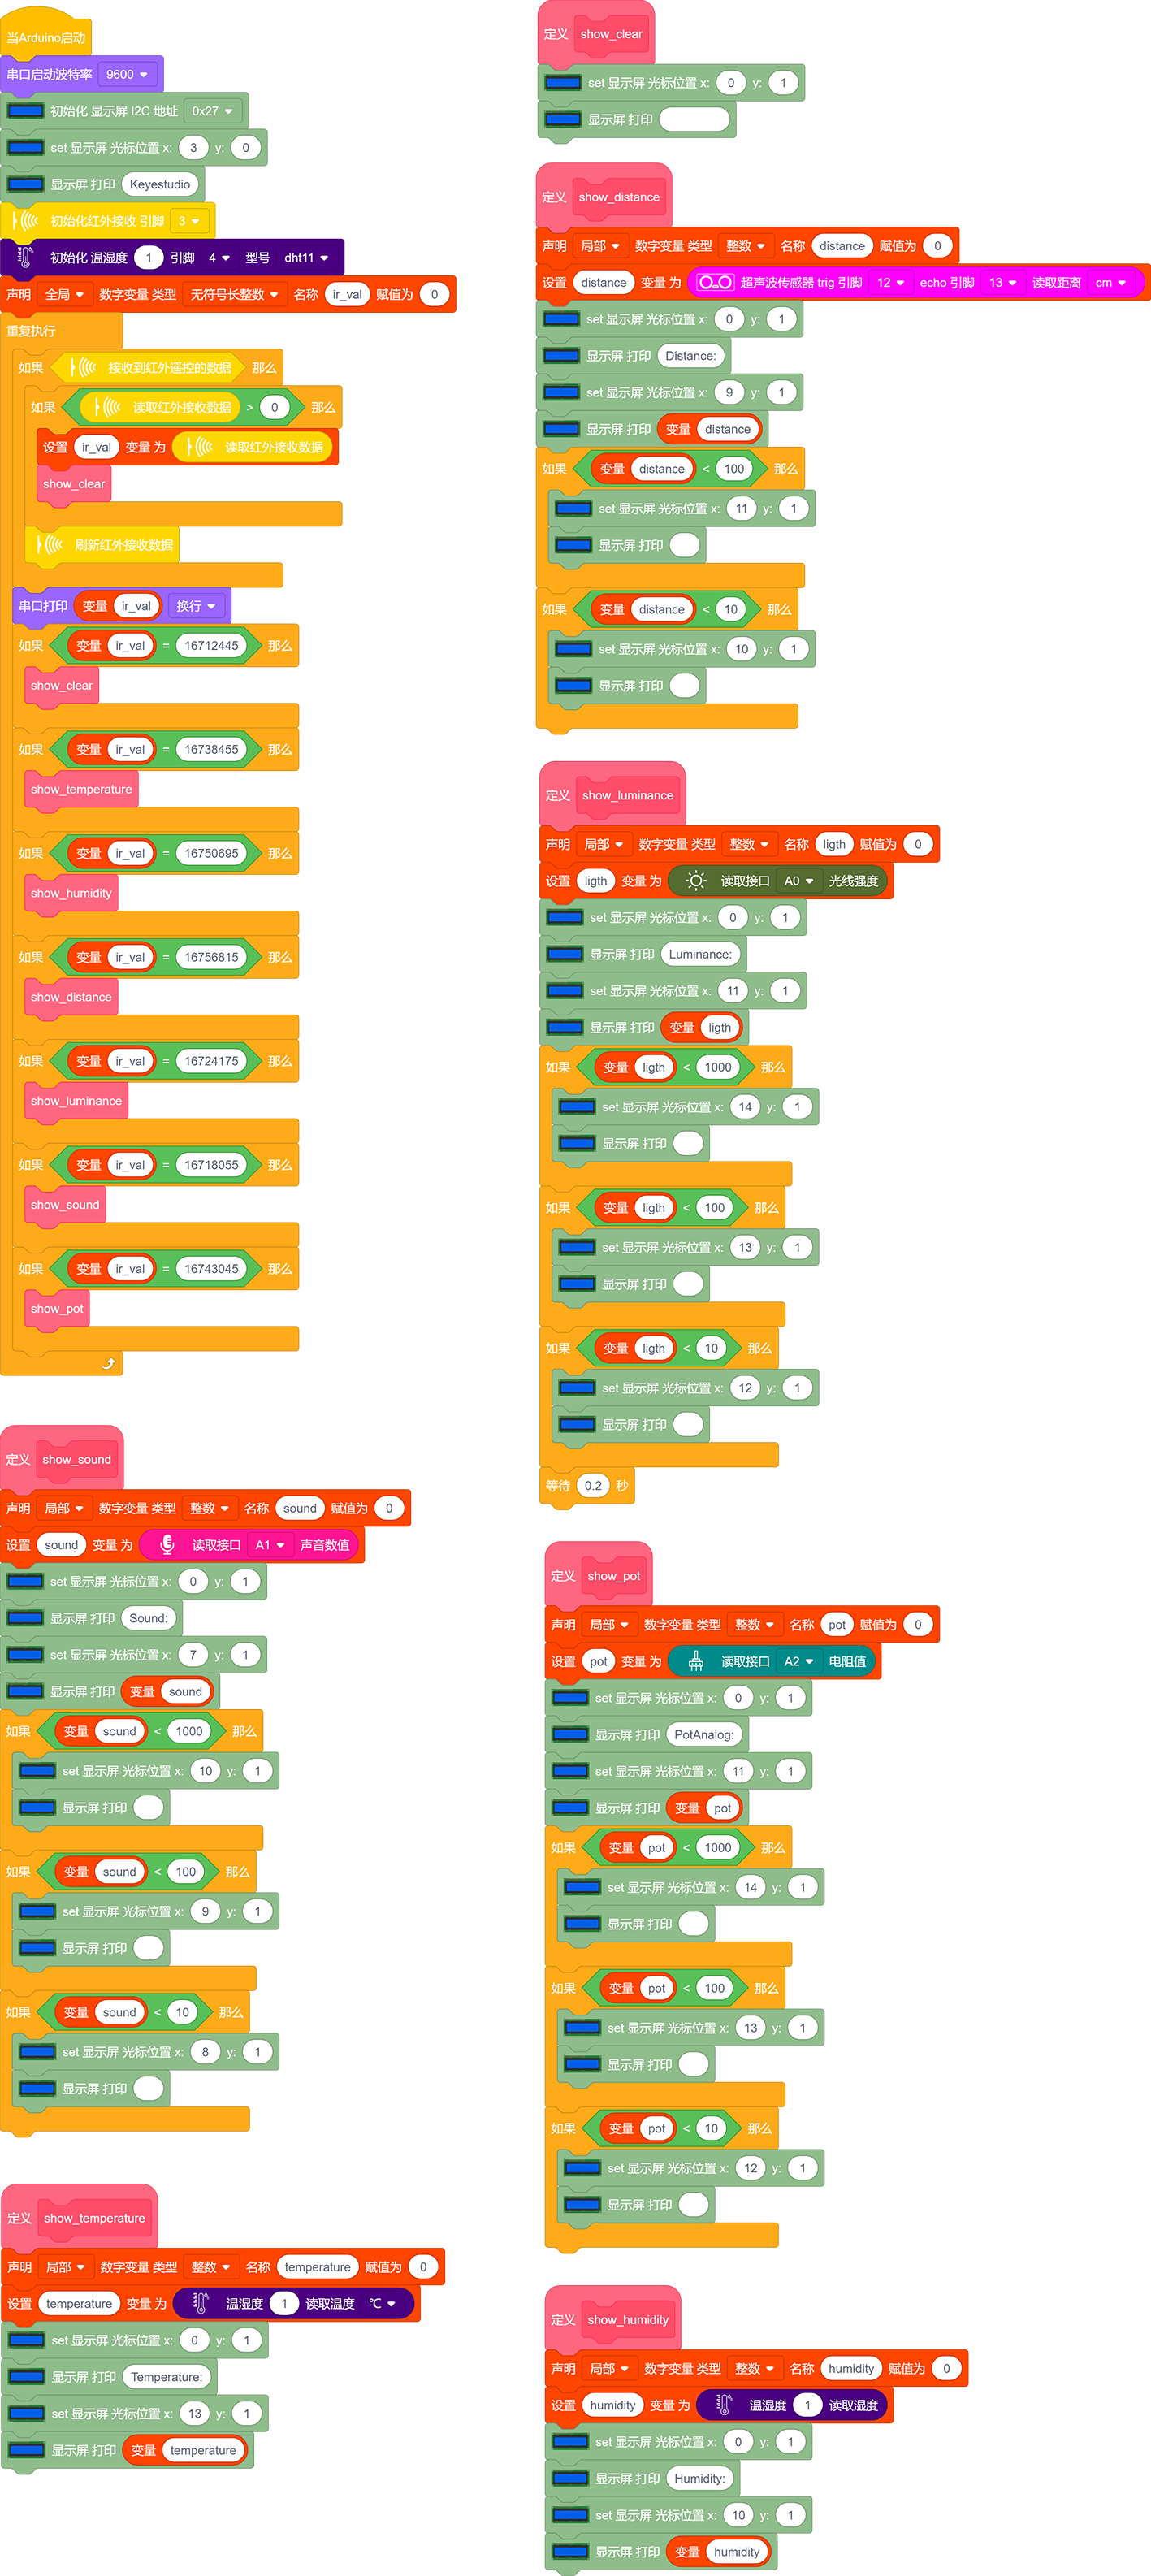 当Arduino启动
串口启动波特率 9600
初始化 显示屏 I2C 地址 0x27
set 显示屏 光标位置 x: 3 y: 0
显示屏 打印 Keyestudio
初始化红外接收 引脚 3
初始化 温湿度 1 引脚 4 型号 dht11
声明 全局 数字变量 类型 无符号长整数 名称 ir_val 赋值为 0
重复执行
如果 接收到红外遥控的数据 那么
如果 读取红外接收数据 > 0 那么
设置 ir_val 变量 为 读取红外接收数据
show_clear
刷新红外接收数据
串口打印 变量 ir_val 换行
如果 变量 ir_val = 16712445 那么
show_clear
如果 变量 ir_val = 16738455 那么
show_temperature
如果 变量 ir_val = 16750695 那么
show_humidity
如果 变量 ir_val = 16756815 那么
show_distance
如果 变量 ir_val = 16724175 那么
show_luminance
如果 变量 ir_val = 16718055 那么
show_sound
如果 变量 ir_val = 16743045 那么
show_pot
定义 show_sound
声明 局部 数字变量 类型 整数 名称 sound 赋值为 0
设置 sound 变量 为 读取接口 A1 声音数值
set 显示屏 光标位置 x: 0 y: 1
显示屏 打印 Sound:
set 显示屏 光标位置 x: 7 y: 1
显示屏 打印 变量 sound
如果 变量 sound < 1000 那么
set 显示屏 光标位置 x: 10 y: 1
显示屏 打印
如果 变量 sound < 100 那么
set 显示屏 光标位置 x: 9 y: 1
显示屏 打印
如果 变量 sound < 10 那么
set 显示屏 光标位置 x: 8 y: 1
显示屏 打印
定义 show_temperature
声明 局部 数字变量 类型 整数 名称 temperature 赋值为 0
设置 temperature 变量 为 温湿度 1 读取温度 ℃
set 显示屏 光标位置 x: 0 y: 1
显示屏 打印 Temperature:
set 显示屏 光标位置 x: 13 y: 1
显示屏 打印 变量 temperature
定义 show_clear
set 显示屏 光标位置 x: 0 y: 1
显示屏 打印
定义 show_distance
声明 局部 数字变量 类型 整数 名称 distance 赋值为 0
设置 distance 变量 为 超声波传感器 trig 引脚 12 echo 引脚 13 读取距离 cm
set 显示屏 光标位置 x: 0 y: 1
显示屏 打印 Distance:
set 显示屏 光标位置 x: 9 y: 1
显示屏 打印 变量 distance
如果 变量 distance < 100 那么
set 显示屏 光标位置 x: 11 y: 1
显示屏 打印
如果 变量 distance < 10 那么
set 显示屏 光标位置 x: 10 y: 1
显示屏 打印
定义 show_luminance
声明 局部 数字变量 类型 整数 名称 ligth 赋值为 0
设置 ligth 变量 为 读取接口 A0 光线强度
set 显示屏 光标位置 x: 0 y: 1
显示屏 打印 Luminance:
set 显示屏 光标位置 x: 11 y: 1
显示屏 打印 变量 ligth
如果 变量 ligth < 1000 那么
set 显示屏 光标位置 x: 14 y: 1
显示屏 打印
如果 变量 ligth < 100 那么
set 显示屏 光标位置 x: 13 y: 1
显示屏 打印
如果 变量 ligth < 10 那么
set 显示屏 光标位置 x: 12 y: 1
显示屏 打印
等待 0.2 秒
定义 show_pot
声明 局部 数字变量 类型 整数 名称 pot 赋值为 0
设置 pot 变量 为 读取接口 A2 电阻值
set 显示屏 光标位置 x: 0 y: 1
显示屏 打印 PotAnalog:
set 显示屏 光标位置 x: 11 y: 1
显示屏 打印 变量 pot
如果 变量 pot < 1000 那么
set 显示屏 光标位置 x: 14 y: 1
显示屏 打印
如果 变量 pot < 100 那么
set 显示屏 光标位置 x: 13 y: 1
显示屏 打印
如果 变量 pot < 10 那么
set 显示屏 光标位置 x: 12 y: 1
显示屏 打印
定义 show_humidity
声明 局部 数字变量 类型 整数 名称 humidity 赋值为 0
设置 humidity 变量 为 温湿度 1 读取湿度
set 显示屏 光标位置 x: 0 y: 1
显示屏 打印 Humidity:
set 显示屏 光标位置 x: 10 y: 1
显示屏 打印 变量 humidity